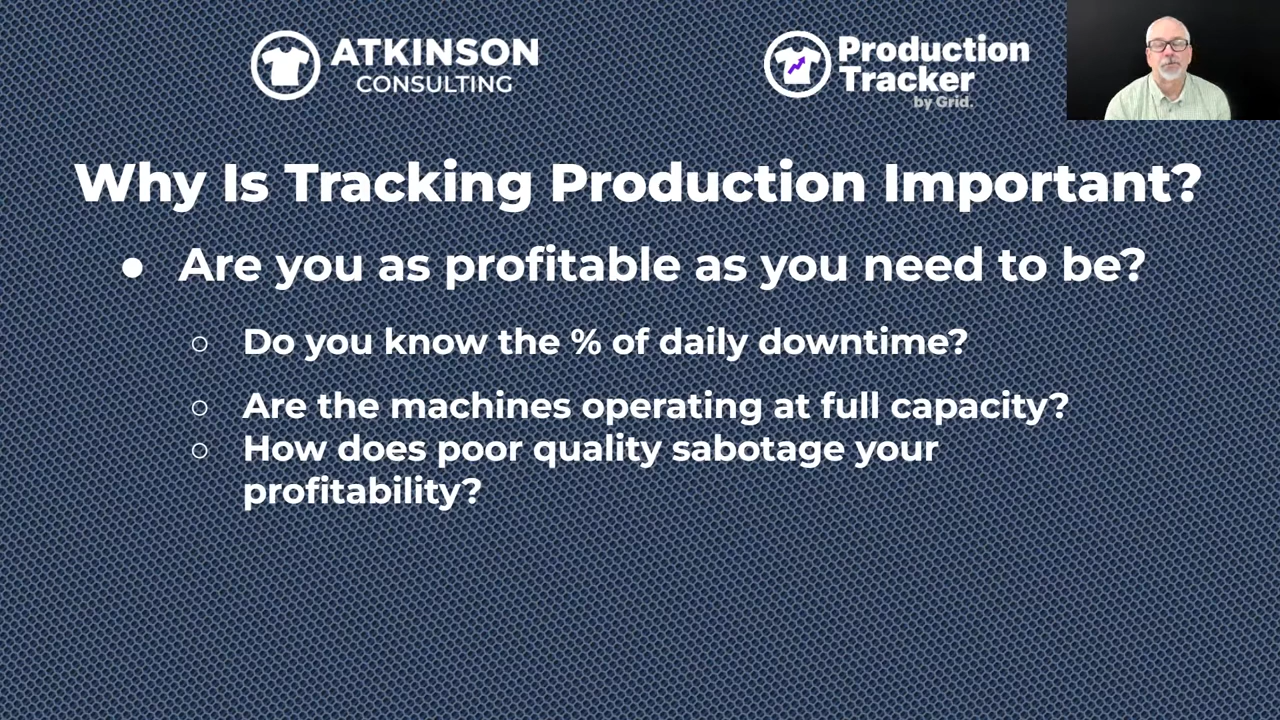 ATKINSON
CONSULTING
Production
Tracker
by Grid.
Why Is Tracking Production Important?
● Are you as profitable as you need to be?
○ Do you know the % of daily downtime?
○ Are the machines operating at full capacity?
○ How does poor quality sabotage your
profitability?